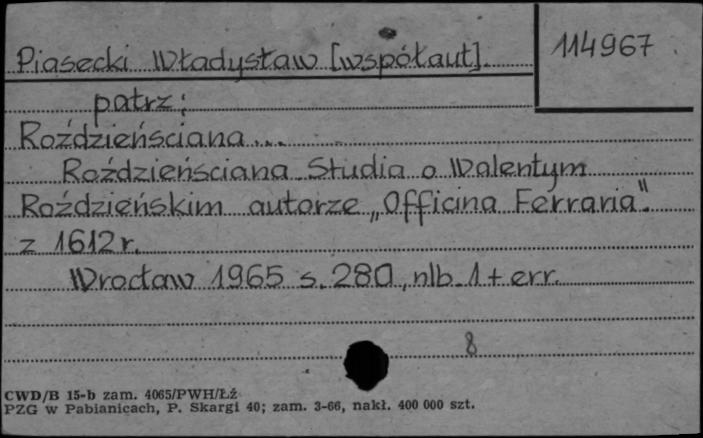 Piasecki Władysław [współaut]. 114967
patrz:
Roździeńsciana...
Roździeńsciana. Studia o Walentym
Roździeńskim autorze „Officina Ferraria".
z 1612 r.
Wrocław 1965 s. 280, nlb. 1 + err.
8
CWD/B 15-b zam. 4065/PWH/ŁŻ
PZG w Pabianicach, P. Skargi 40; zam. 3-66, nakł. 400 000 szt.